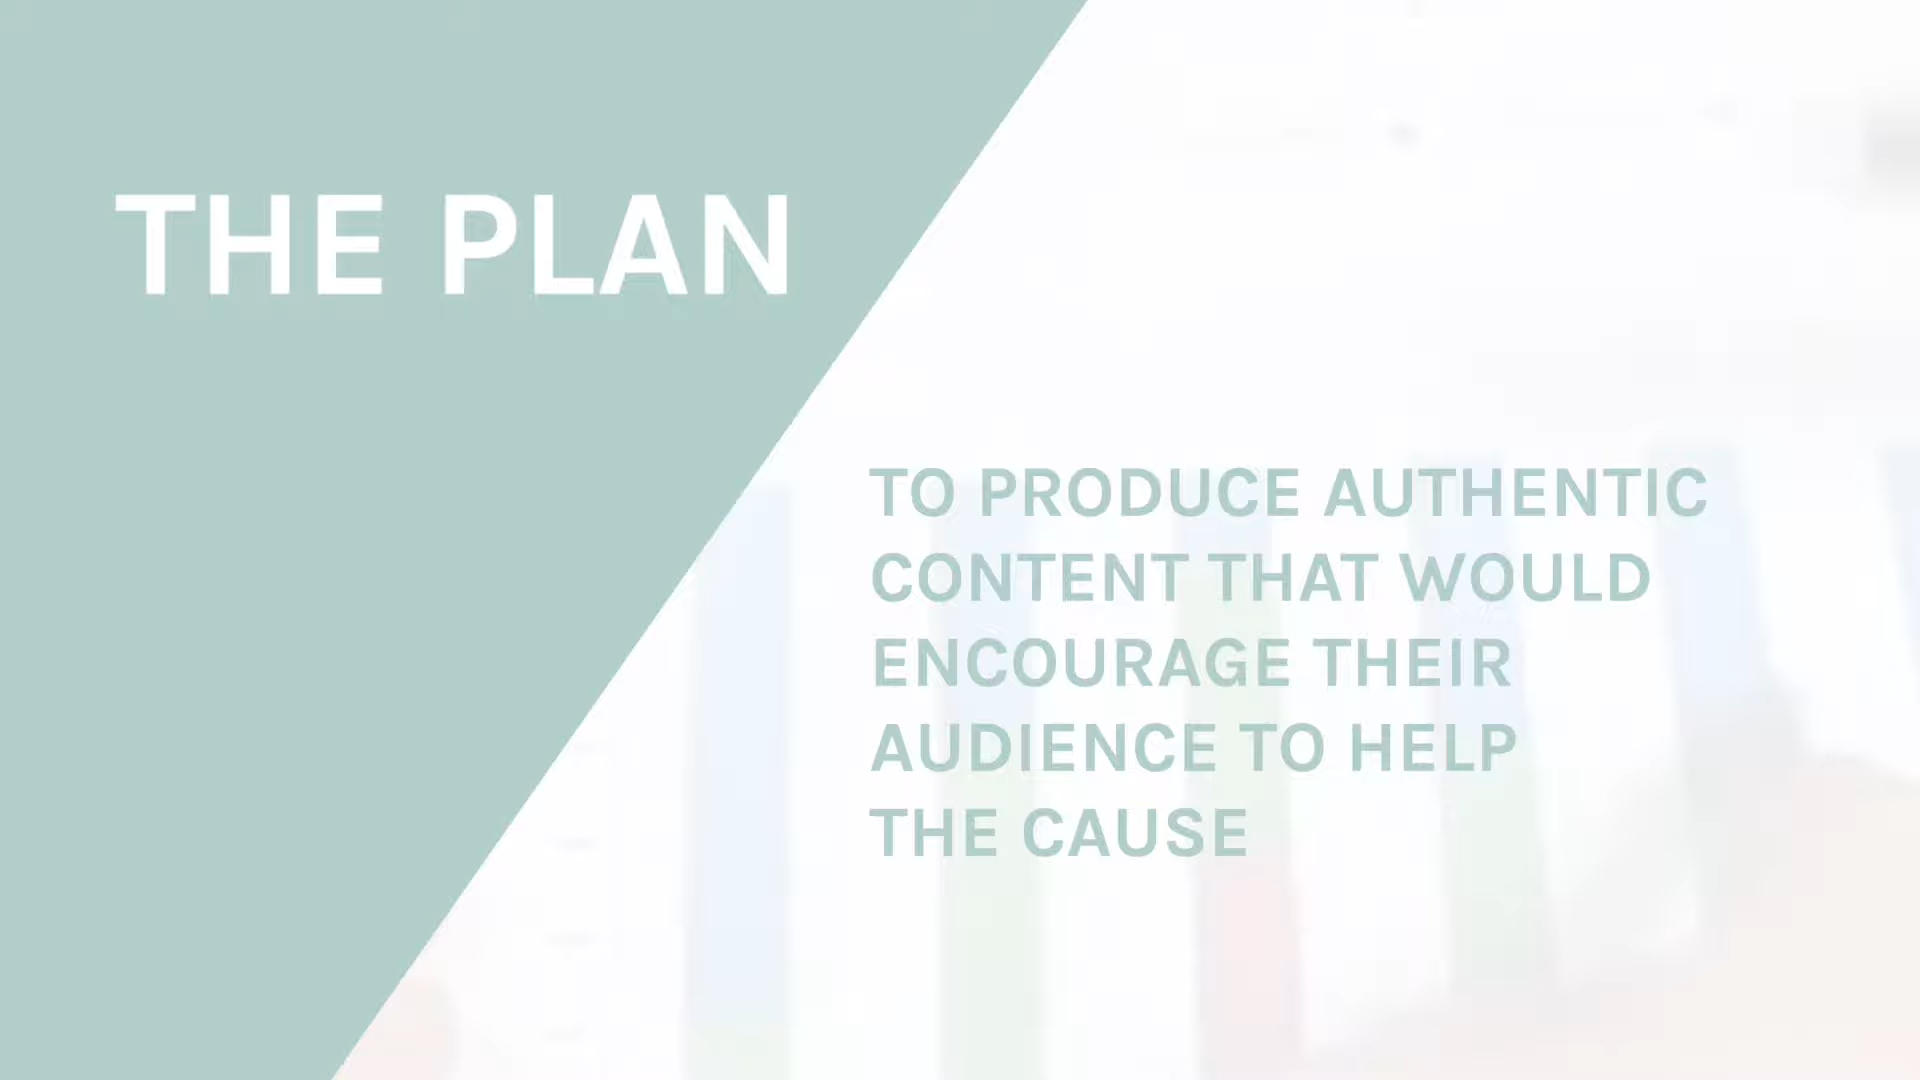 THE PLAN
TO PRODUCE AUTHENTIC
CONTENT THAT WOULD
ENCOURAGE THEIR
AUDIENCE TO HELP
THE CAUSE